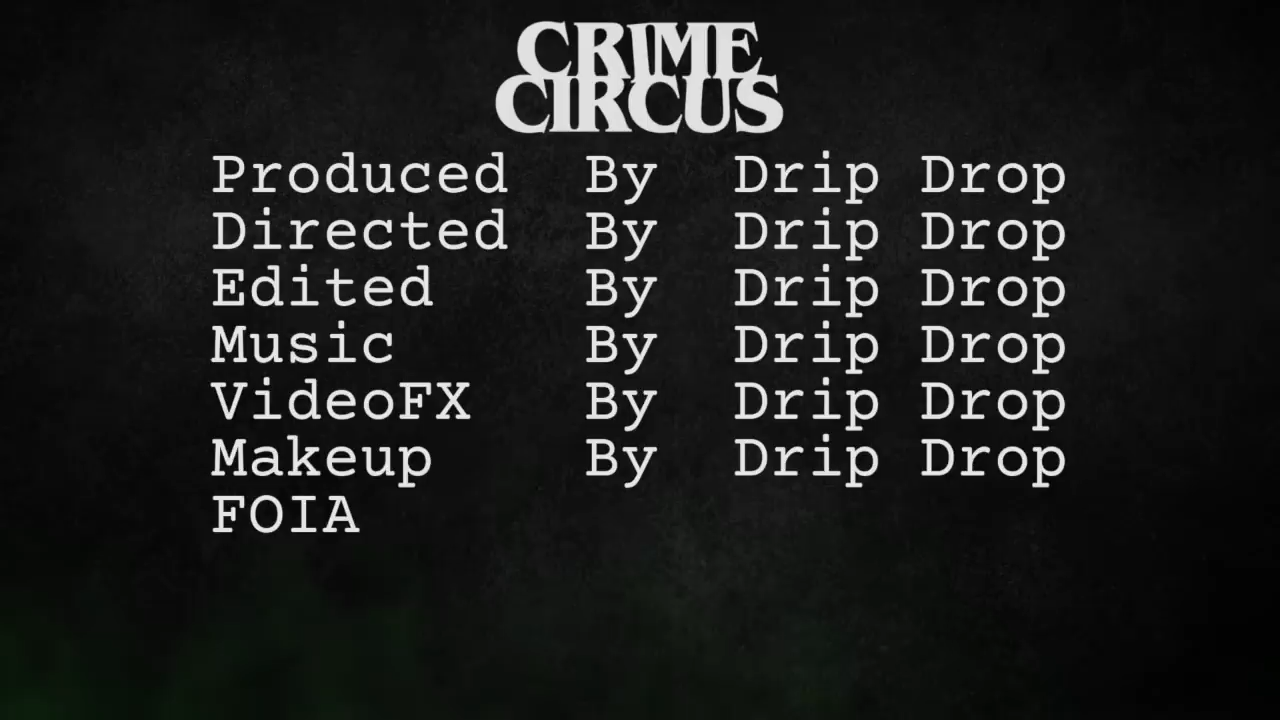 CRIME
CIRCUS
Produced By Drip Drop
Directed By Drip Drop
Edited By Drip Drop
Music By Drip Drop
VideoFX By Drip Drop
Makeup By Drip Drop
FOIA